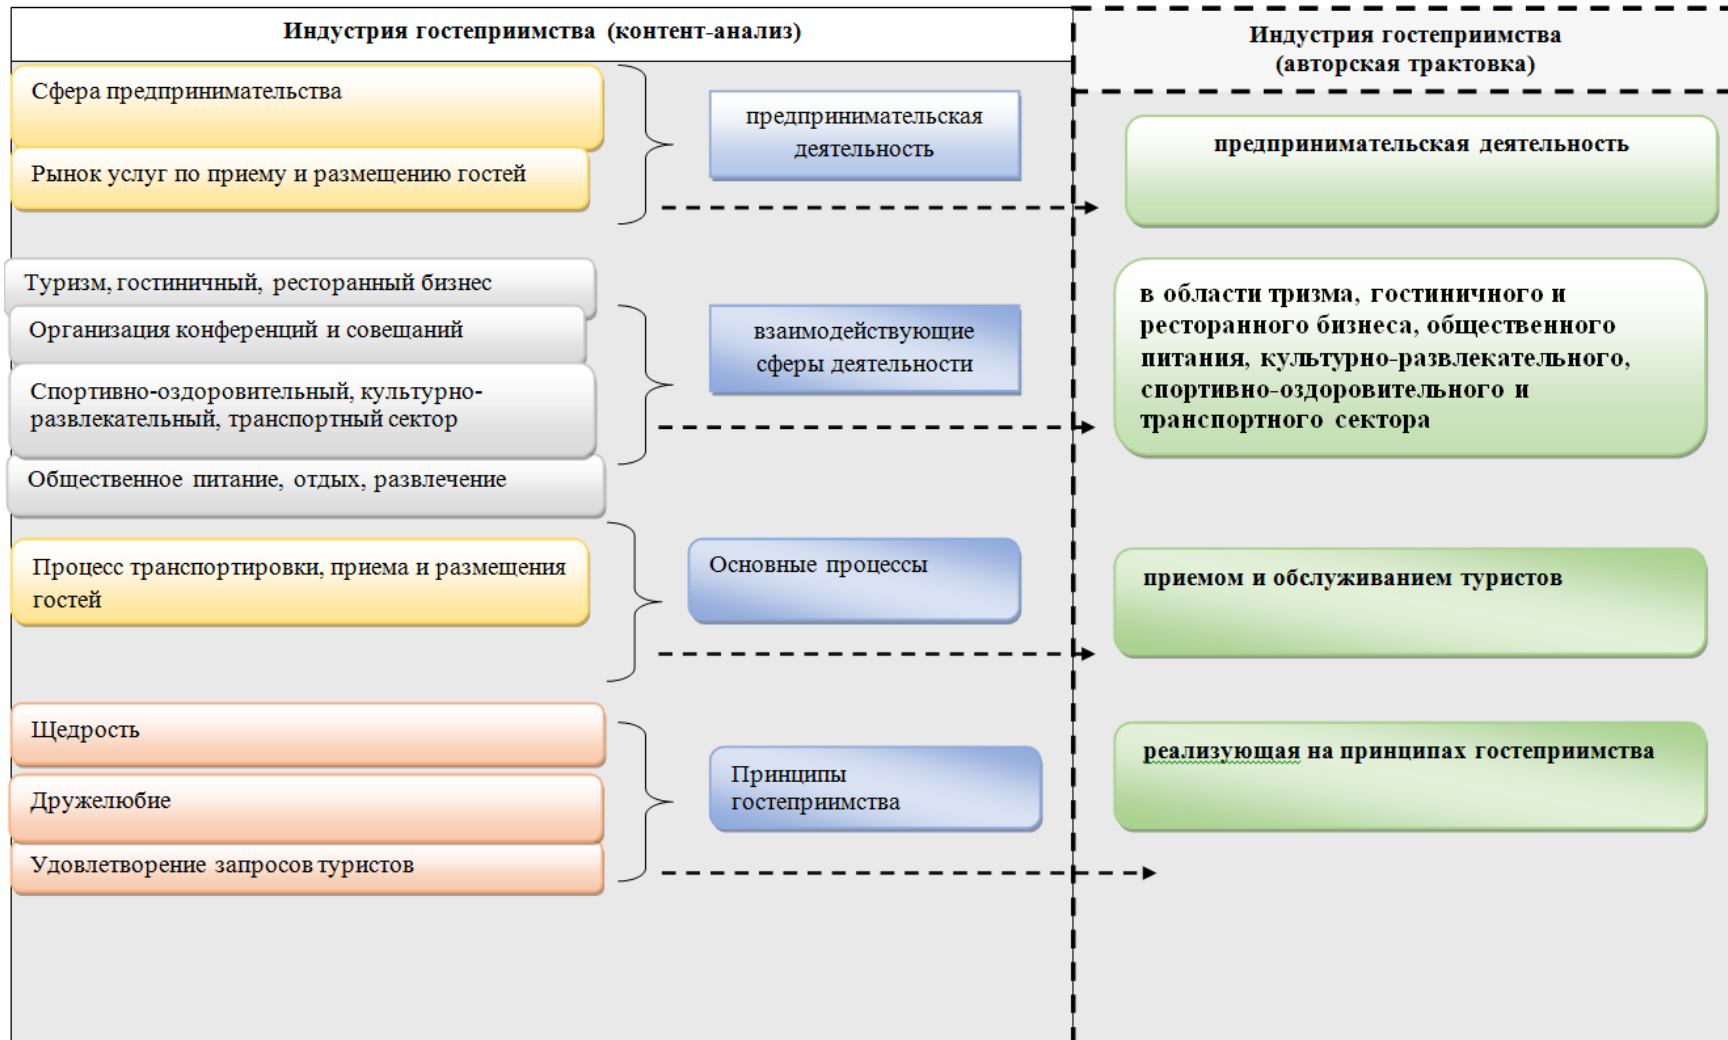 Индустрия гостеприимства (контент-анализ)
Индустрия гостеприимства
(авторская трактовка)
Сфера предпринимательства
Рынок услуг по приему и размещению гостей
предпринимательская
деятельность
предпринимательская деятельность
Туризм, гостиничный, ресторанный бизнес
Организация конференций и совещаний
Спортивно-оздоровительный, культурно-
развлекательный, транспортный сектор
Общественное питание, отдых, развлечение
взаимодействующие
сферы деятельности
в области тризма, гостиничного и
ресторанного бизнеса, общественного
питания, культурно-развлекательного,
спортивно-оздоровительного и
транспортного сектора
Процесс транспортировки, приема и размещения
гостей
Основные процессы
приемом и обслуживанием туристов
Щедрость
Дружелюбие
Удовлетворение запросов туристов
Принципы
гостеприимства
реализующая на принципах гостеприимства